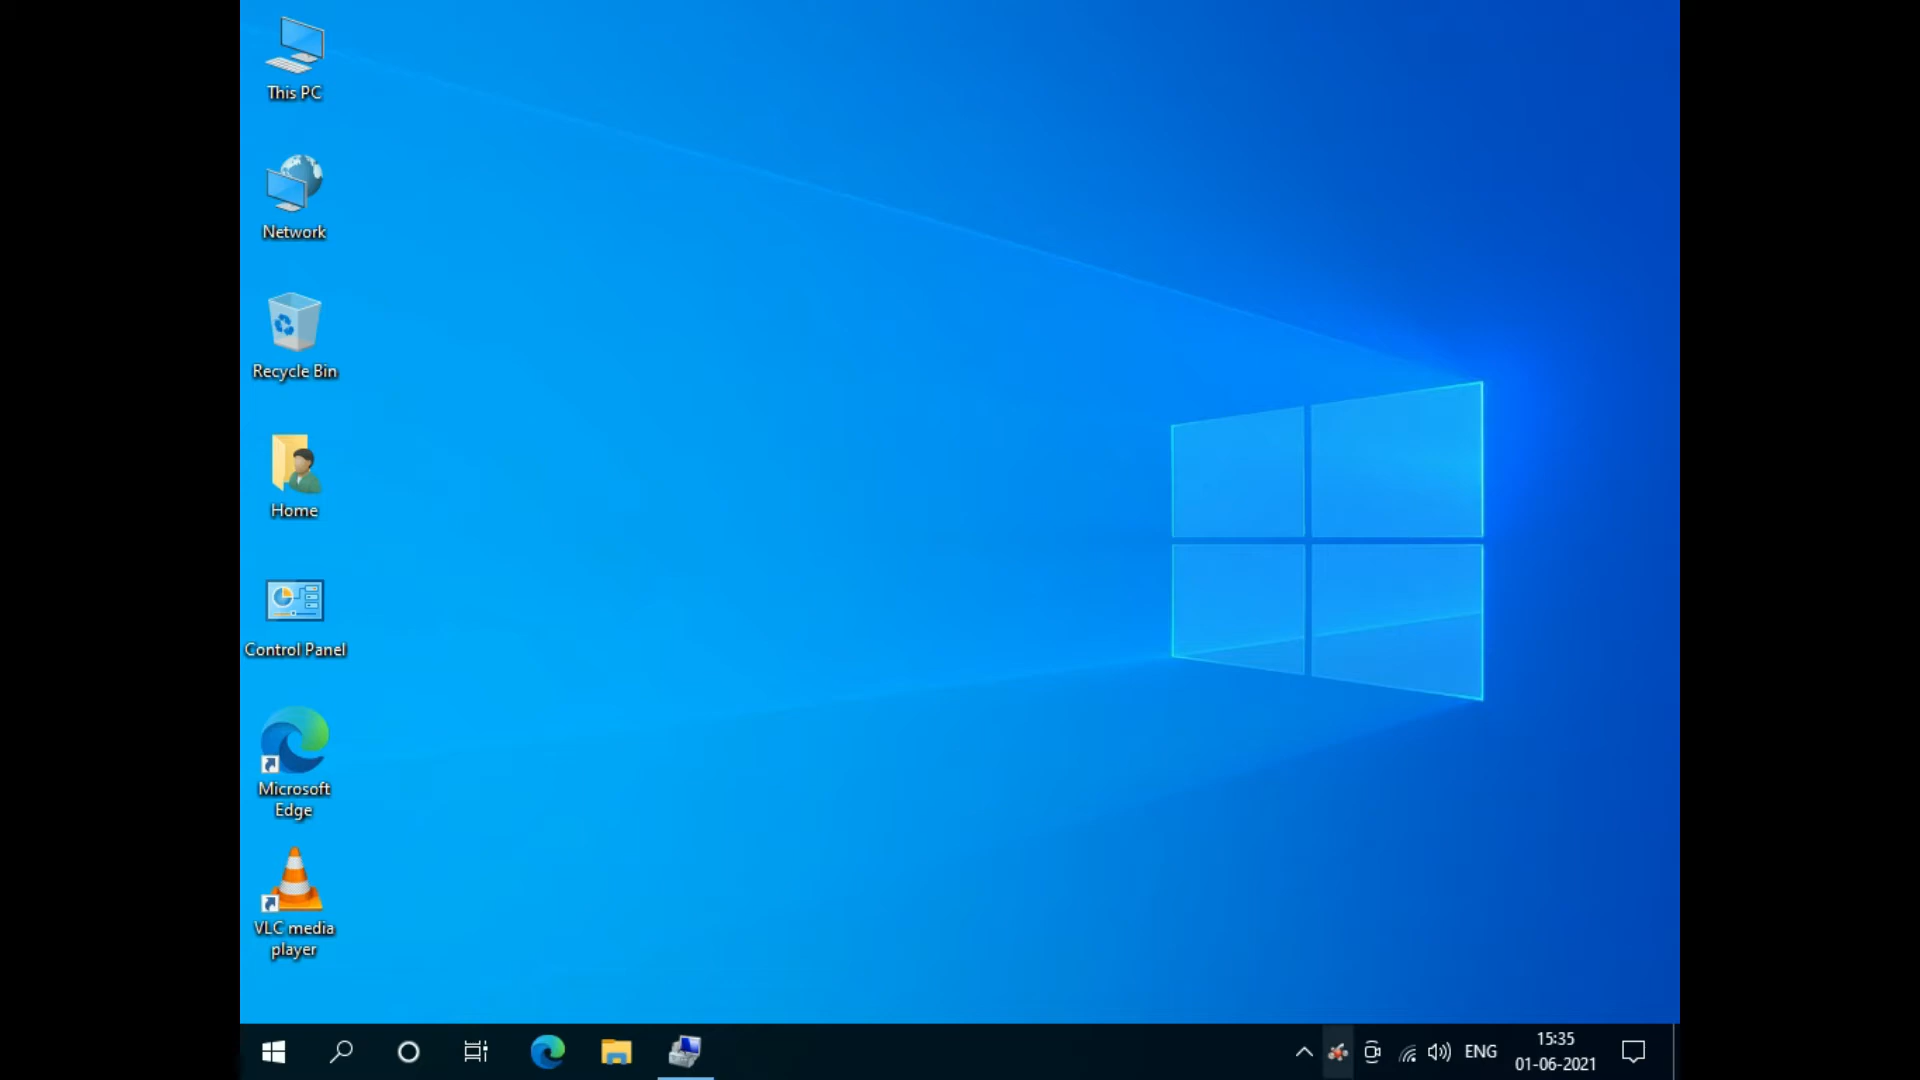 This PC
Network
Recycle Bin
Home
Control Panel
Microsoft
Edge
VLC media
player
ENG
15:35
01-06-2021